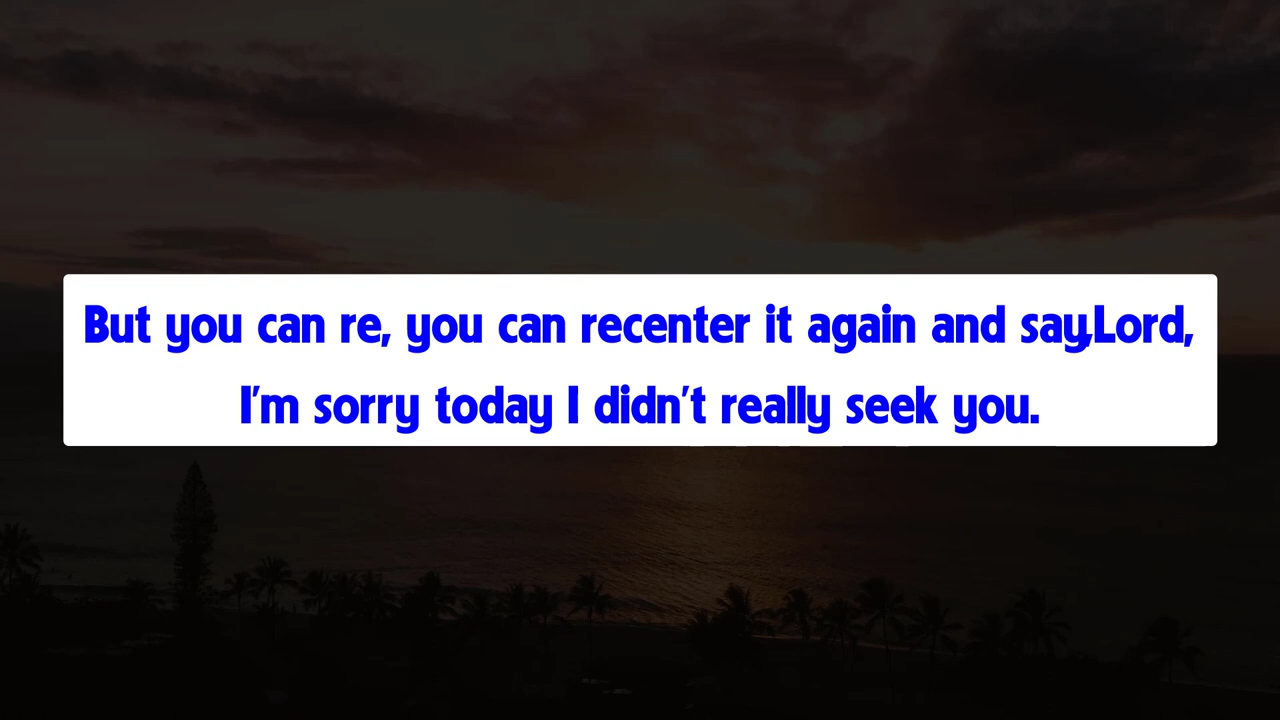 But you can re, you can recenter it again and say,Lord,
I'm sorry today I didn't really seek you.